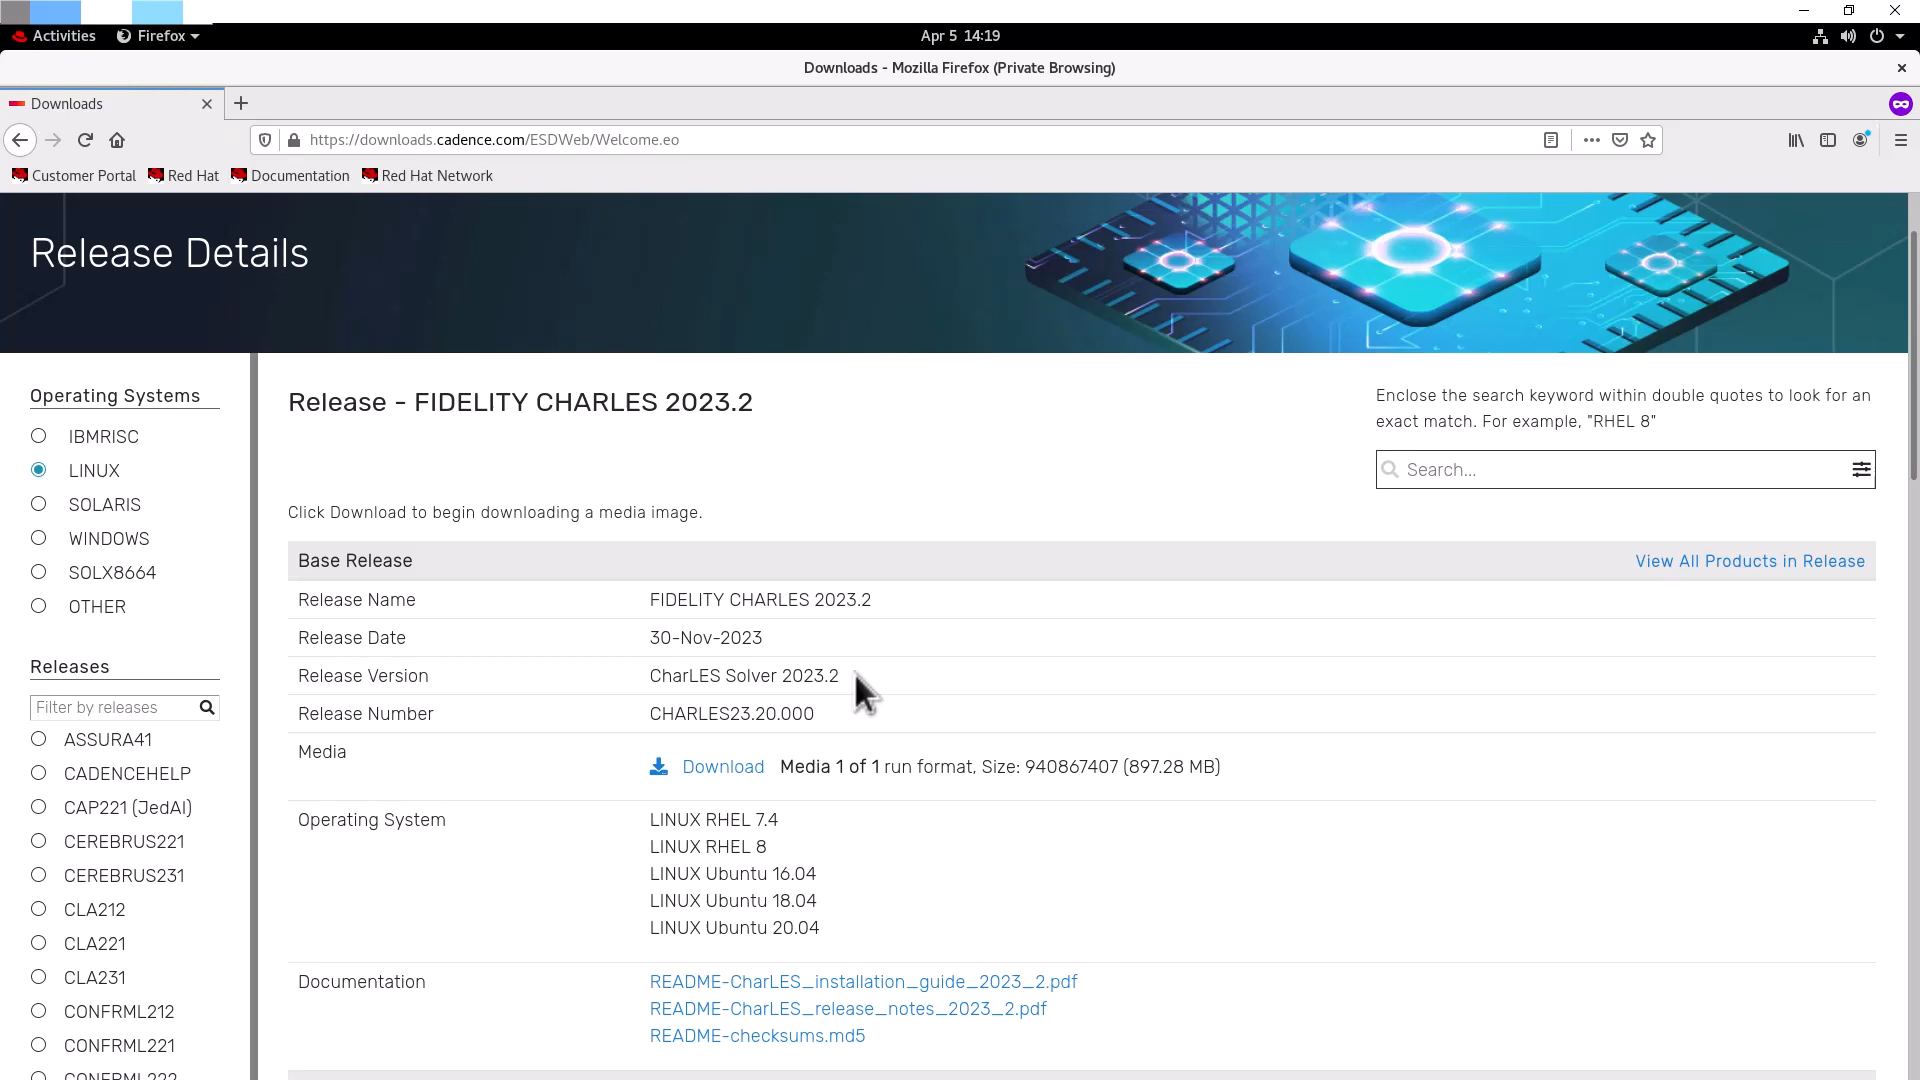 Activities
Firefox
Apr 5 14:19
Downloads - Mozilla Firefox (Private Browsing)
Downloads
https://downloads.cadence.com/ESDWeb/Welcome.eo
Customer Portal
Red Hat
Documentation
Red Hat Network
Release Details
Operating Systems
IBMRISC
LINUX
SOLARIS
WINDOWS
SOLX8664
OTHER
Releases
Filter by releases
ASSURA41
CADENCEHELP
CAP221 (JedAI)
CEREBRUS221
CEREBRUS231
CLA212
CLA221
CLA231
CONFRML212
CONFRML221
CONFRML222
Release - FIDELITY CHARLES 2023.2
Enclose the search keyword within double quotes to look for an
exact match. For example, "RHEL 8"
Search...
Click Download to begin downloading a media image.
Base Release
View All Products in Release
Release Name FIDELITY CHARLES 2023.2
Release Date 30-Nov-2023
Release Version CharLES Solver 2023.2
Release Number CHARLES23.20.000
Media Download Media 1 of 1 run format, Size: 940867407 (897.28 MB)
Operating System LINUX RHEL 7.4
LINUX RHEL 8
LINUX Ubuntu 16.04
LINUX Ubuntu 18.04
LINUX Ubuntu 20.04
Documentation README-CharLES_installation_guide_2023_2.pdf
README-CharLES_release_notes_2023_2.pdf
README-checksums.md5